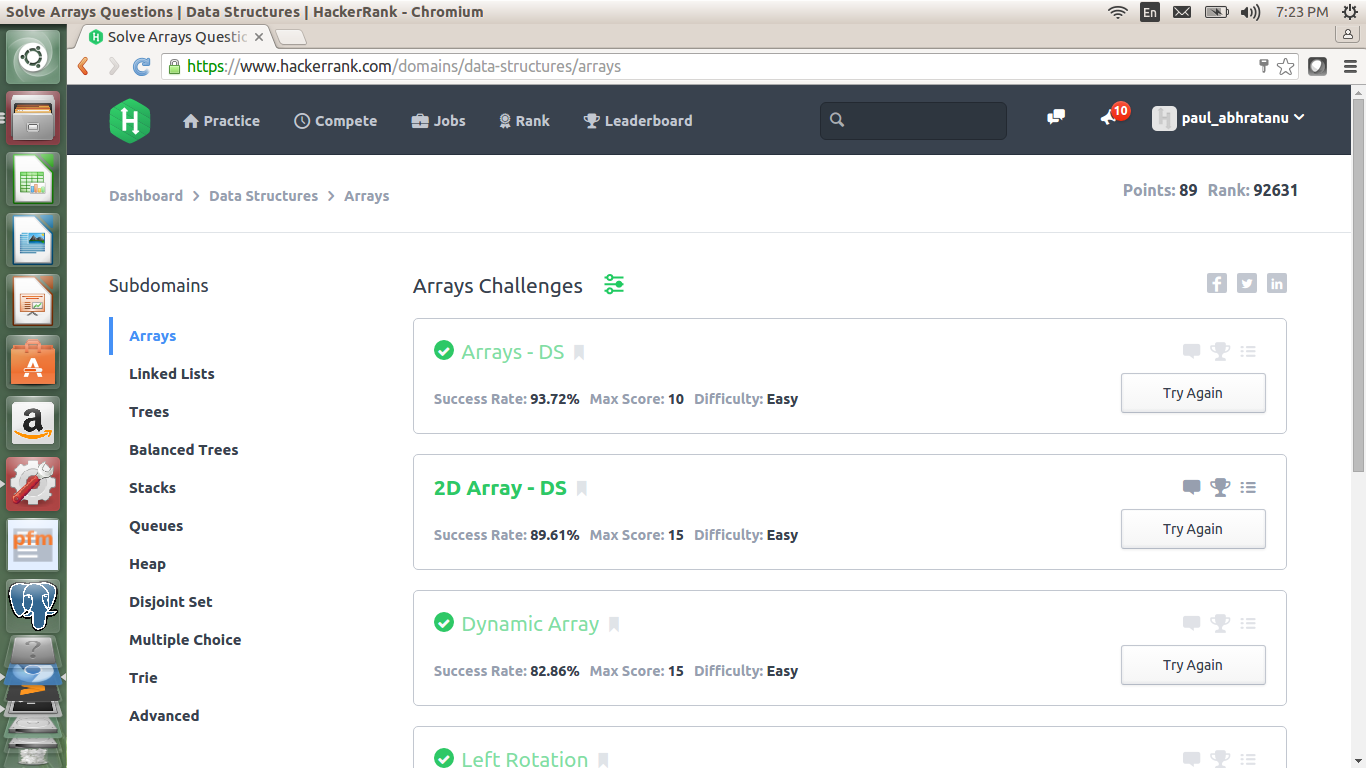 Solve Arrays Questions | Data Structures | HackerRank - Chromium
En
7:23 PM
Solve Arrays Questic
https://www.hackerrank.com/domains/data-structures/arrays
H
Practice
Compete
Jobs
Rank
Leaderboard
10
H
paul_abhratanu
Dashboard > Data Structures > Arrays
Points: 89 Rank: 92631
Subdomains
Arrays
Linked Lists
Trees
Balanced Trees
Stacks
Queues
Heap
Disjoint Set
Multiple Choice
Trie
Advanced
Arrays Challenges
f
in
Arrays - DS
Success Rate: 93.72% Max Score: 10 Difficulty: Easy
Try Again
2D Array - DS
Success Rate: 89.61% Max Score: 15 Difficulty: Easy
Try Again
Dynamic Array
Success Rate: 82.86% Max Score: 15 Difficulty: Easy
Try Again
Left Rotation
A
a
pfm
?